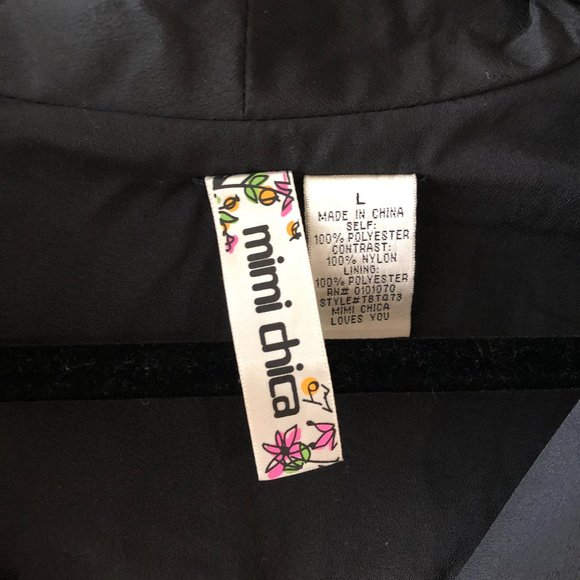 mimi chica
L
MADE IN CHINA
SELF:
100% POLYESTER
CONTRAST:
100% NYLON
LINING:
100% POLYESTER
RN# 0101070
STYLE#TBTQ73
MIMI CHICA
LOVES YOU